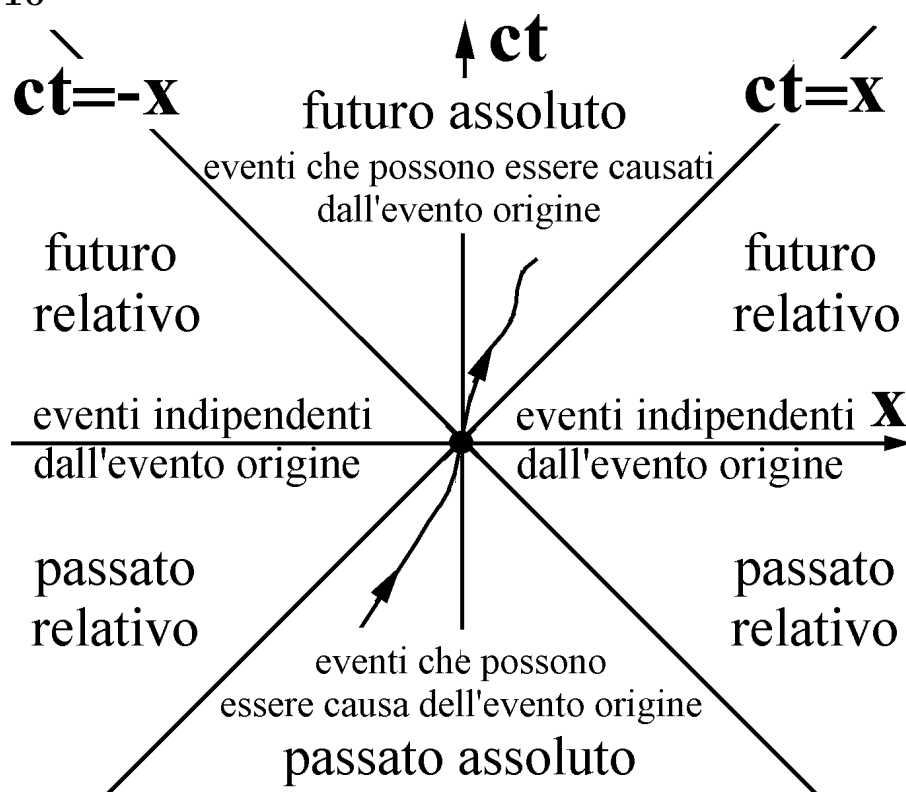 ct
ct=-x
ct=x
futuro assoluto
eventi che possono essere causati
dall'evento origine
futuro
relativo
futuro
relativo
eventi indipendenti
dall'evento origine
eventi indipendenti
dall'evento origine
x
passato
relativo
passato
relativo
eventi che possono
essere causa dell'evento origine
passato assoluto